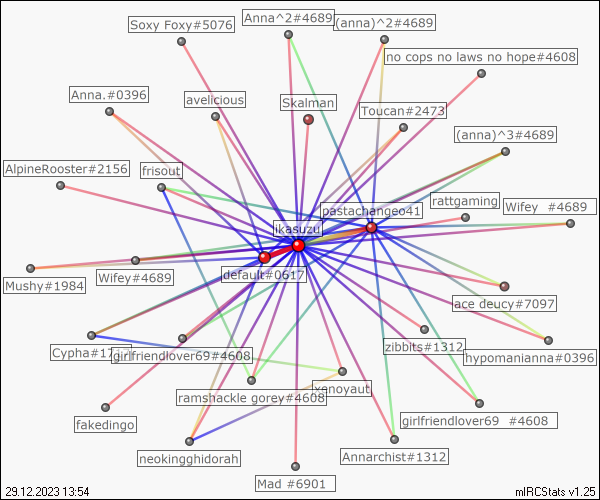 Soxy Foxy#5076
Anna^2#4689
(anna)^2#4689
no cops no laws no hope#4608
Anna.#0396
avelicious
Skalman
Toucan#2473
(anna)^3#4689
AlpineRooster#2156
frisout
rattgaming
Wifey #4689
pastachangeo41
ikasuzu
Mushy#1984
Wifey#4689
default#0617
ace deucy#7097
zibbits#1312
hypomanianna#0396
girlfriendlover69#4608
ramshackle gorey#4608
xenoyaut
fakedingo
girlfriendlover69 #4608
neokingghidorah
Annarchist#1312
Mad #6901
29.12.2023 13:54
mIRCStats v1.25